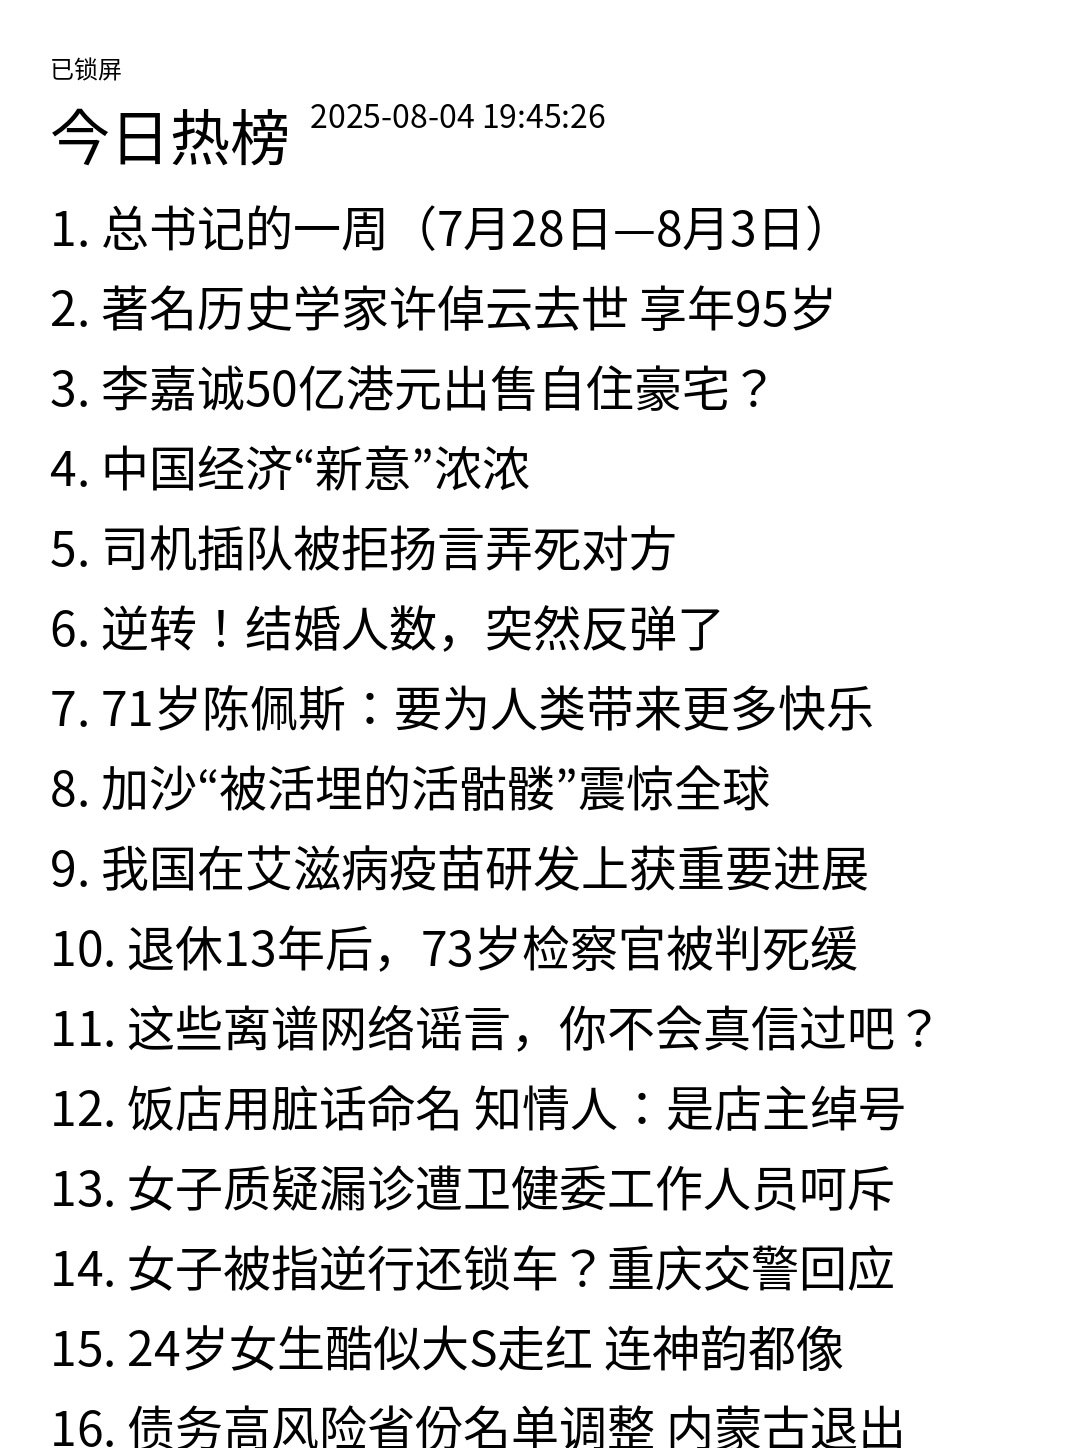 已锁屏
今日热榜 2025-08-04 19:45:26
1. 总书记的一周（7月28日—8月3日）
2. 著名历史学家许倬云去世 享年95岁
3. 李嘉诚50亿港元出售自住豪宅？
4. 中国经济“新意”浓浓
5. 司机插队被拒扬言弄死对方
6. 逆转！结婚人数，突然反弹了
7. 71岁陈佩斯：要为人类带来更多快乐
8. 加沙“被活埋的活骷髅”震惊全球
9. 我国在艾滋病疫苗研发上获重要进展
10. 退休13年后，73岁检察官被判死缓
11. 这些离谱网络谣言，你不会真信过吧？
12. 饭店用脏话命名 知情人：是店主绰号
13. 女子质疑漏诊遭卫健委工作人员呵斥
14. 女子被指逆行还锁车？重庆交警回应
15. 24岁女生酷似大S走红 连神韵都像
16. 债务高风险省份名单调整 内蒙古退出